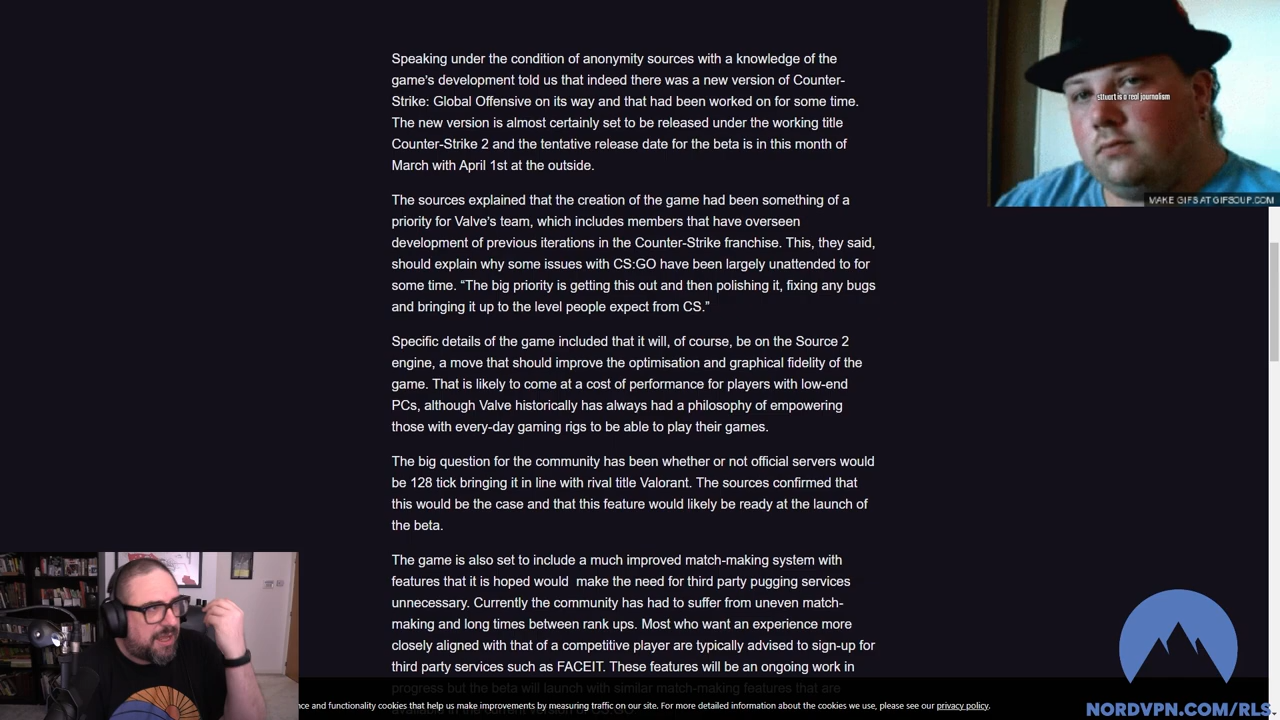 Speaking under the condition of anonymity sources with a knowledge of the
game's development told us that indeed there was a new version of Counter-
Strike: Global Offensive on its way and that had been worked on for some time.
The new version is almost certainly set to be released under the working title
Counter-Strike 2 and the tentative release date for the beta is in this month of
March with April 1st at the outside.
The sources explained that the creation of the game had been something of a
priority for Valve's team, which includes members that have overseen
development of previous iterations in the Counter-Strike franchise. This, they said,
should explain why some issues with CS:GO have been largely unattended to for
some time. “The big priority is getting this out and then polishing it, fixing any bugs
and bringing it up to the level people expect from CS.”
Specific details of the game included that it will, of course, be on the Source 2
engine, a move that should improve the optimisation and graphical fidelity of the
game. That is likely to come at a cost of performance for players with low-end
PCs, although Valve historically has always had a philosophy of empowering
those with every-day gaming rigs to be able to play their games.
The big question for the community has been whether or not official servers would
be 128 tick bringing it in line with rival title Valorant. The sources confirmed that
this would be the case and that this feature would likely be ready at the launch of
the beta.
The game is also set to include a much improved match-making system with
features that it is hoped would make the need for third party pugging services
unnecessary. Currently the community has had to suffer from uneven match-
making and long times between rank ups. Most who want an experience more
closely aligned with that of a competitive player are typically advised to sign-up for
third party services such as FACEIT. These features will be an ongoing work in
progress but the beta will launch with similar match-making features that are
nce and functionality cookies that help us make improvements by measuring traffic on our site. For more detailed information about the cookies we use, please see our privacy policy.
sttuart is a real journalism
MAKE GIFS AT GIFSOUP.COM
NORDVPN.COM/RLS